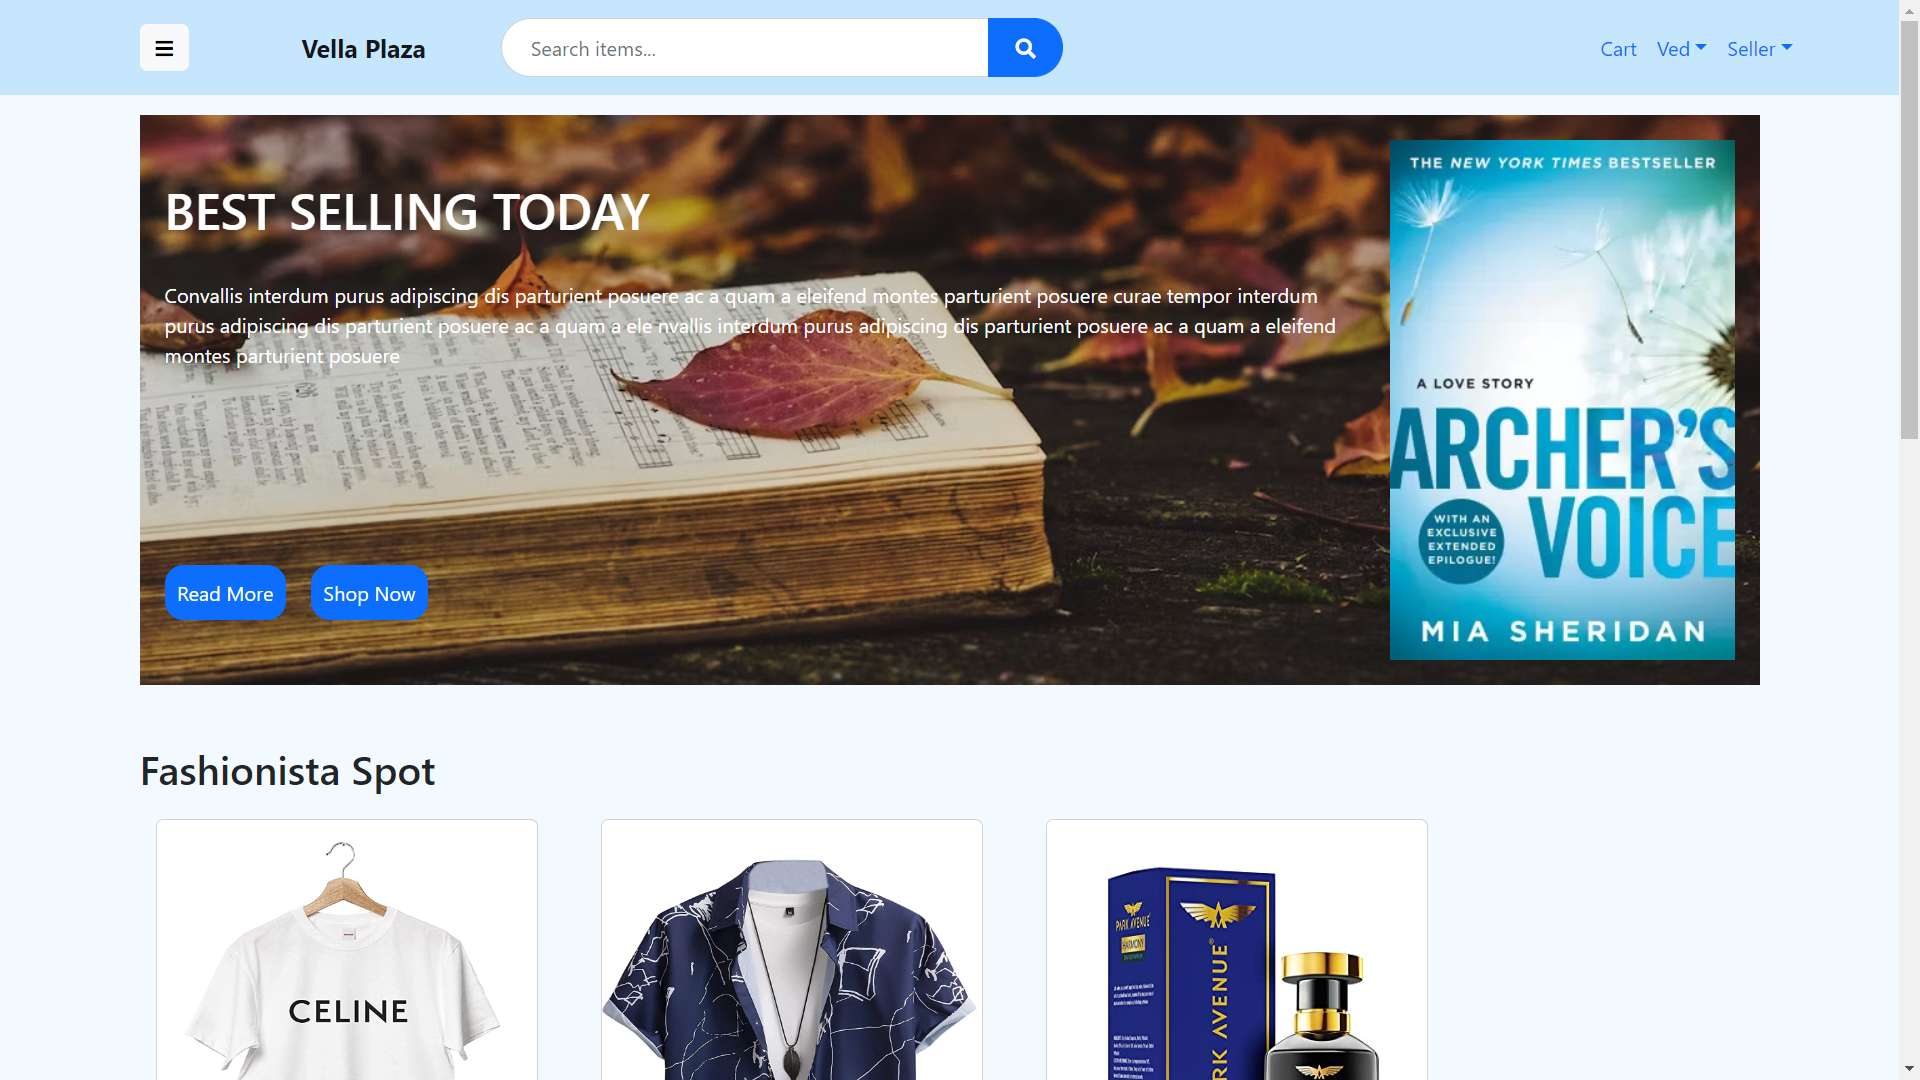 Vella Plaza
Search items...
Cart
Ved
Seller
BEST SELLING TODAY
Convallis interdum purus adipiscing dis parturient posuere ac a quam a eleifend montes parturient posuere curae tempor interdum
purus adipiscing dis parturient posuere ac a quam a ele nvallis interdum purus adipiscing dis parturient posuere ac a quam a eleifend
montes parturient posuere
Read More
Shop Now
THE NEW YORK TIMES BESTSELLER
A LOVE STORY
ARCHER'S
VOICE
WITH AN
EXCLUSIVE
EXTENDED
EPILOGUE!
MIA SHERIDAN
Fashionista Spot
CELINE
PARK AVENUE
HARMONY
RK AVENUE